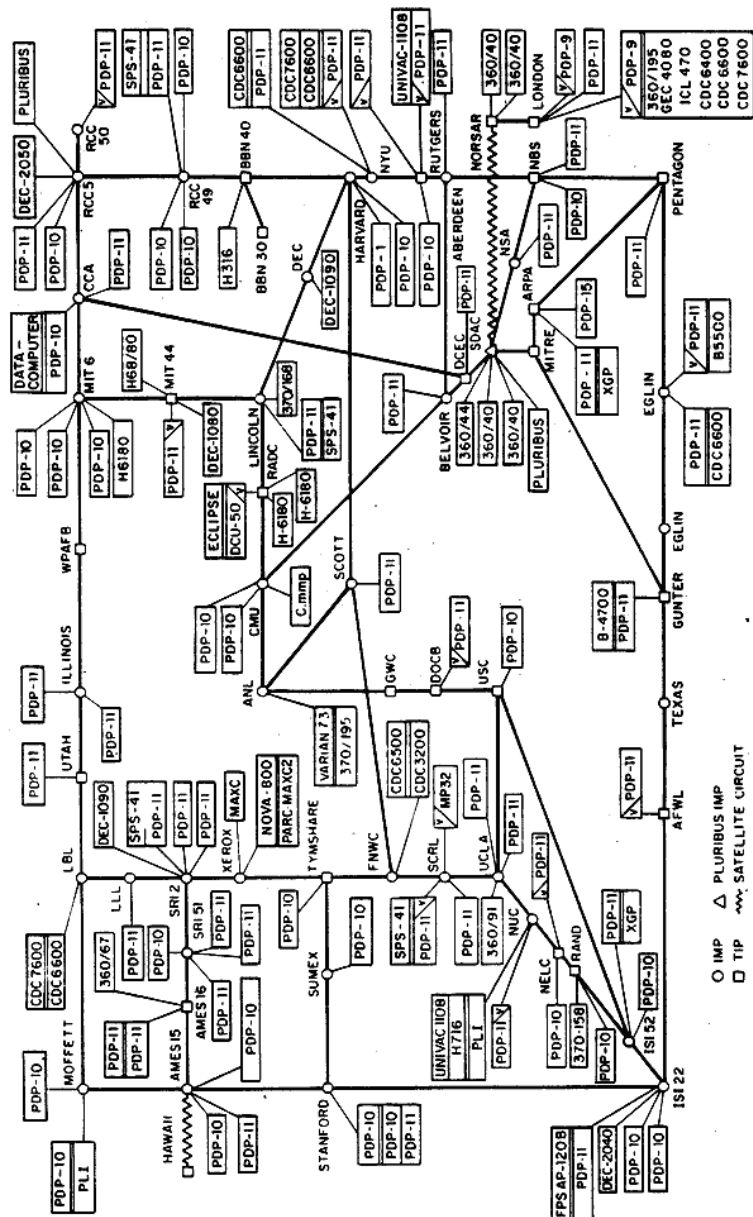 FPS AP-120B
PDP-11
DEC-2040
PDP-10
PDP-10
ISI 22
PDP-10
PDP-10
PDP-11
STANFORD
HAWAII
PDP-10
PDP-11
PDP-10
AMES 15
PDP-10
PDP-10
PLI
MOFFETT
PDP-11
PDP-11
360/67
AMES 16
PDP-11
PDP-10
SRI 51
PDP-11
PDP-11
SUMEX
PDP-10
CDC7600
CDC6600
LBL
LLL
PDP-11
DEC-1090
SPS-41
PDP-11
PDP-11
PDP-11
SRI 2
XEROX
MAXC
NOVA-800
PARC-MAXC2
TYMSHARE
PDP-10
FNWC
CDC6500
CDC3200
SCRL
V MP32
SPS-41
V PDP-11
PDP-11
UCLA
PDP-11
PDP-11
360/91
NUC
UNIVAC 1108
H716
PLI
PDP-11 V
NELC
V PDP-11
PDP-10
RAND
370-158
PDP-10
ISI 52
PDP-11
XGP
PDP-10
UTAH
PDP-11
ILLINOIS
PDP-11
PDP-11
WPAFB
ANL
VARIAN 73
370/195
GWC
DOCB
V PDP-11
USC
PDP-10
AFWL
V PDP-11
TEXAS
CMU
PDP-10
PDP-10
C.mmp
SCOTT
PDP-11
GUNTER
B-4700
PDP-11
EGLIN
RADC
ECLIPSE
DCU-50 V
H-6180
H-6180
LINCOLN
370/168
PDP-11
SPS-41
MIT 44
H68/80
PDP-11 V
DEC-1080
MIT 6
PDP-10
PDP-10
PDP-10
H6180
CCA
DATA-
COMPUTER
PDP-10
PDP-11
BELVOIR
PDP-11
DCEC
PDP-11
SDAC
360/44
360/40
360/40
PLURIBUS
MITRE
ARPA
PDP-15
PDP-11
XGP
NSA
PDP-11
EGLIN
V PDP-11
B5500
PDP-11
CDC6600
DEC
DEC-1090
RCC5
DEC-2050
PLURIBUS
PDP-11
PDP-10
RCC 50
V PDP-11
RCC 49
SPS-41
PDP-11
PDP-10
PDP-10
PDP-10
BBN 40
H316
BBN 30
HARVARD
CDC6600
PDP-11
PDP-1
PDP-10
PDP-10
NYU
CDC7600
CDC6600
V PDP-11
RUTGERS
V PDP-11
ABERDEEN
UNIVAC-1108
V PDP-11
PDP-11
NORSAR
360/40
360/40
LONDON
V PDP-9
PDP-11
V PDP-9
360/195
GEC 4080
ICL 470
CDC6400
CDC6600
CDC7600
NBS
PDP-11
PDP-10
PENTAGON
PDP-11
○ IMP △ PLURIBUS IMP
□ TIP SATELLITE CIRCUIT